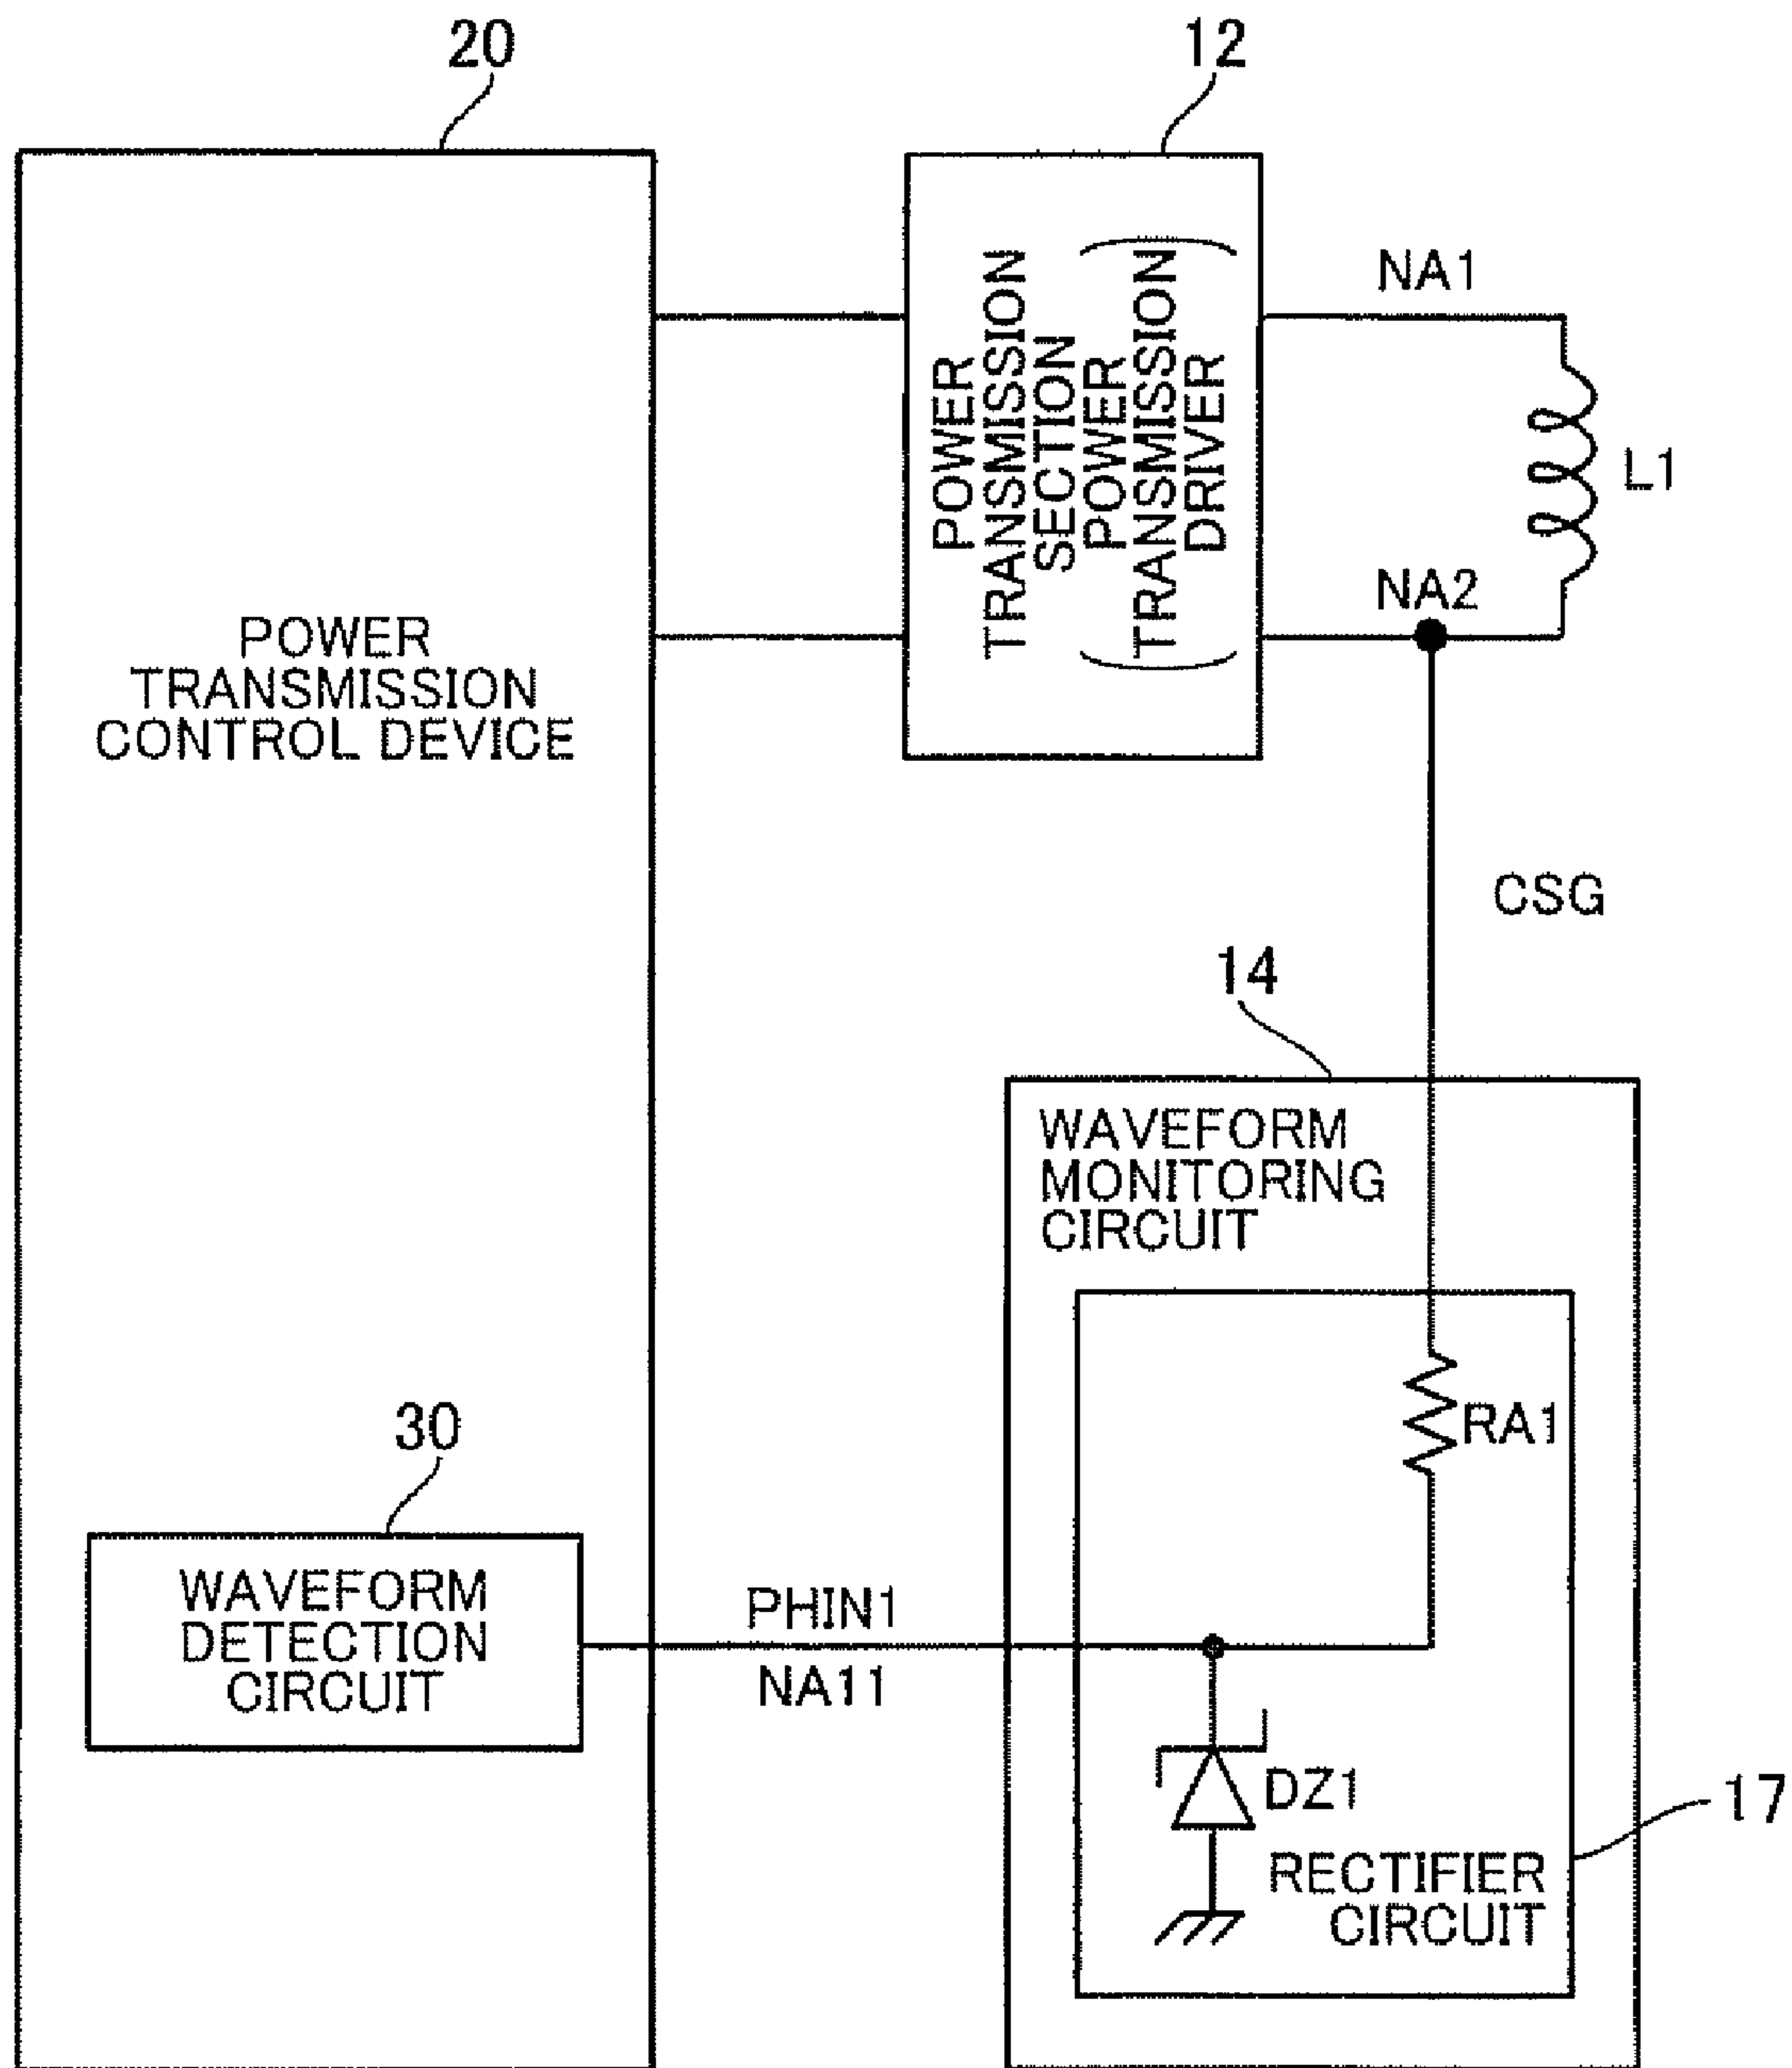 20
12
POWER
TRANSMISSION
CONTROL DEVICE
POWER
TRANSMISSION
SECTION
(POWER
TRANSMISSION
DRIVER)
NA1
L1
NA2
CSG
14
WAVEFORM
MONITORING
CIRCUIT
RA1
30
WAVEFORM
DETECTION
CIRCUIT
PHIN1
NA11
DZ1
17
RECTIFIER
CIRCUIT